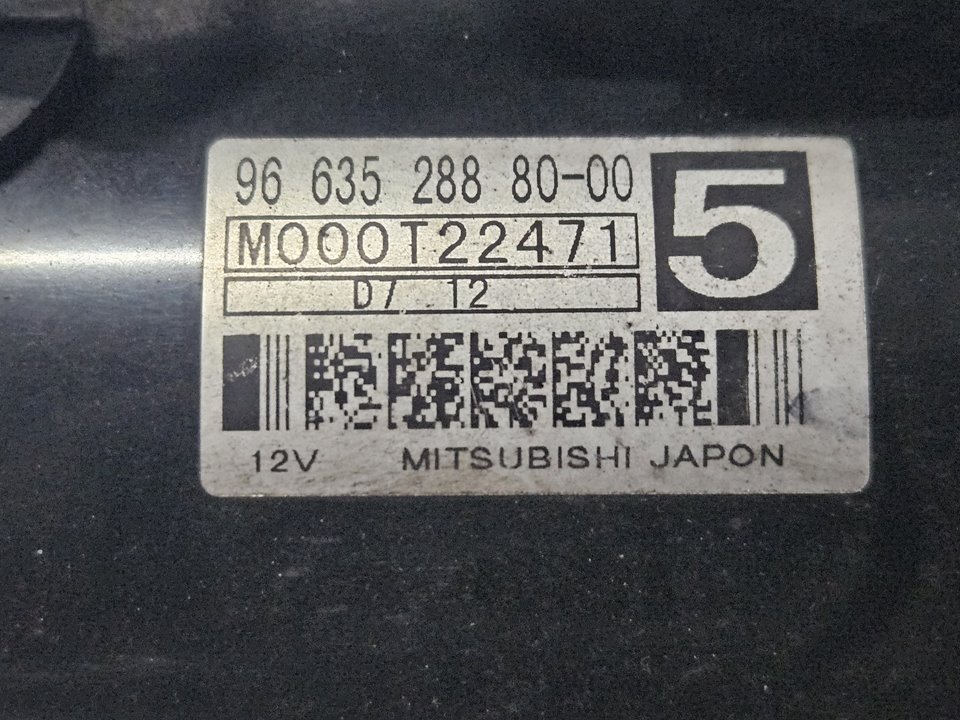 96 635 288 80-00
5
M000T22471
D7 12
12V MITSUBISHI JAPON